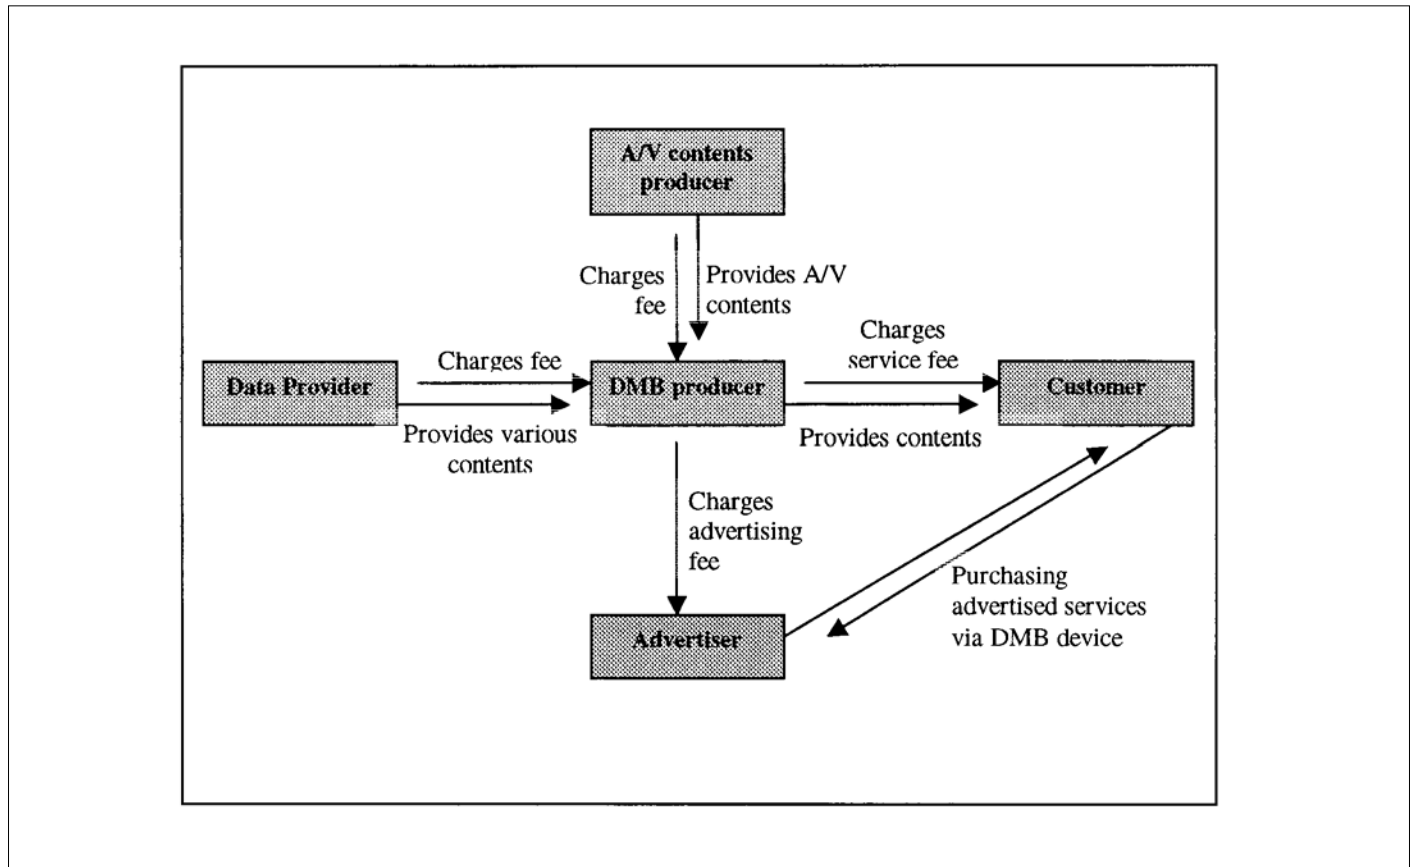 A/V contents
producer
Charges
fee
Provides A/V
contents
Charges
service fee
Charges fee
Data Provider
DMB producer
Customer
Provides various
contents
Provides contents
Charges
advertising
fee
Purchasing
advertised services
via DMB device
Advertiser